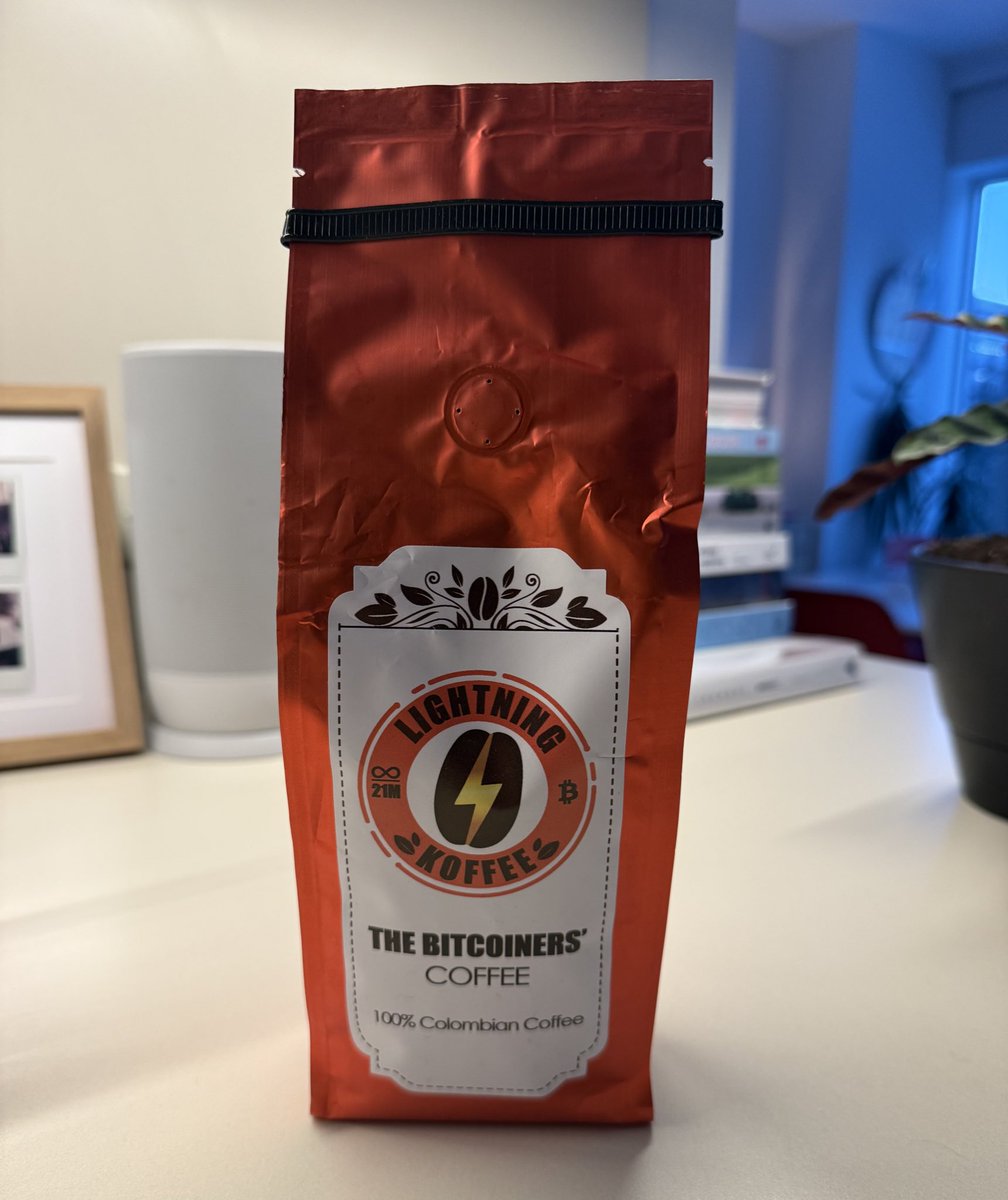 LIGHTNING
∞
21M
₿
KOFFEE
THE BITCOINERS'
COFFEE
100% Colombian Coffee